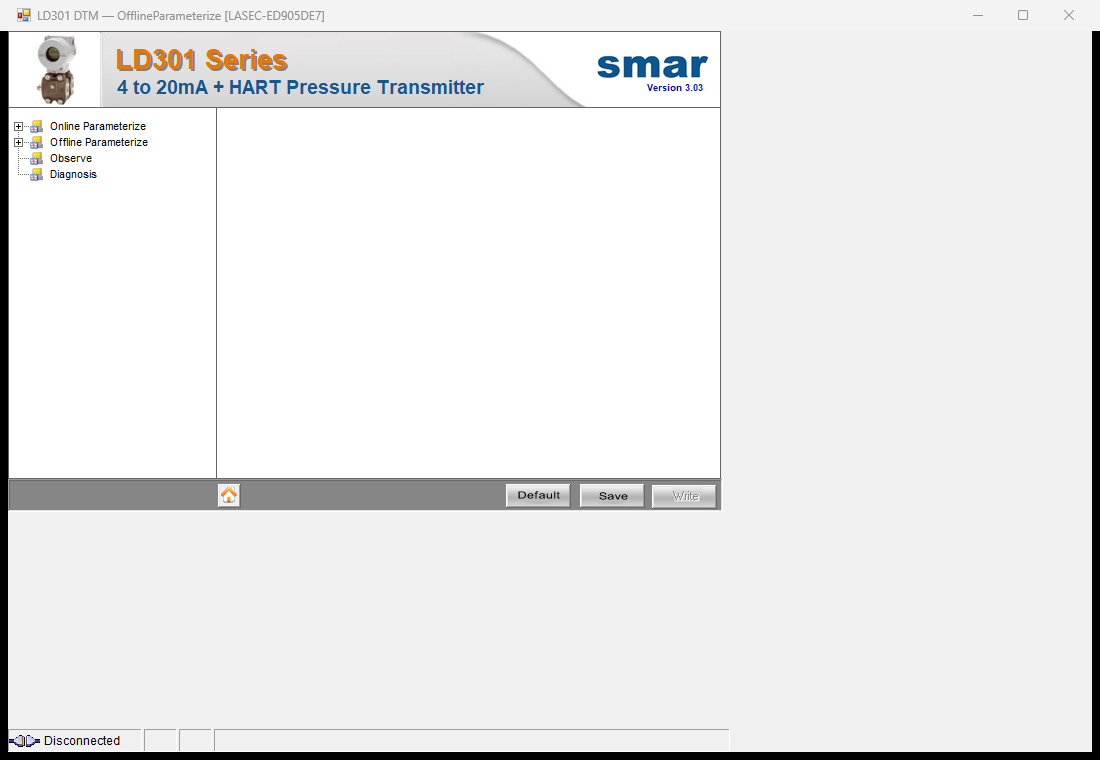 LD301 DTM — OfflineParameterize [LASEC-ED905DE7]
LD301 Series
4 to 20mA + HART Pressure Transmitter
smar
Version 3.03
Online Parameterize
Offline Parameterize
Observe
Diagnosis
Default
Save
Write
Disconnected